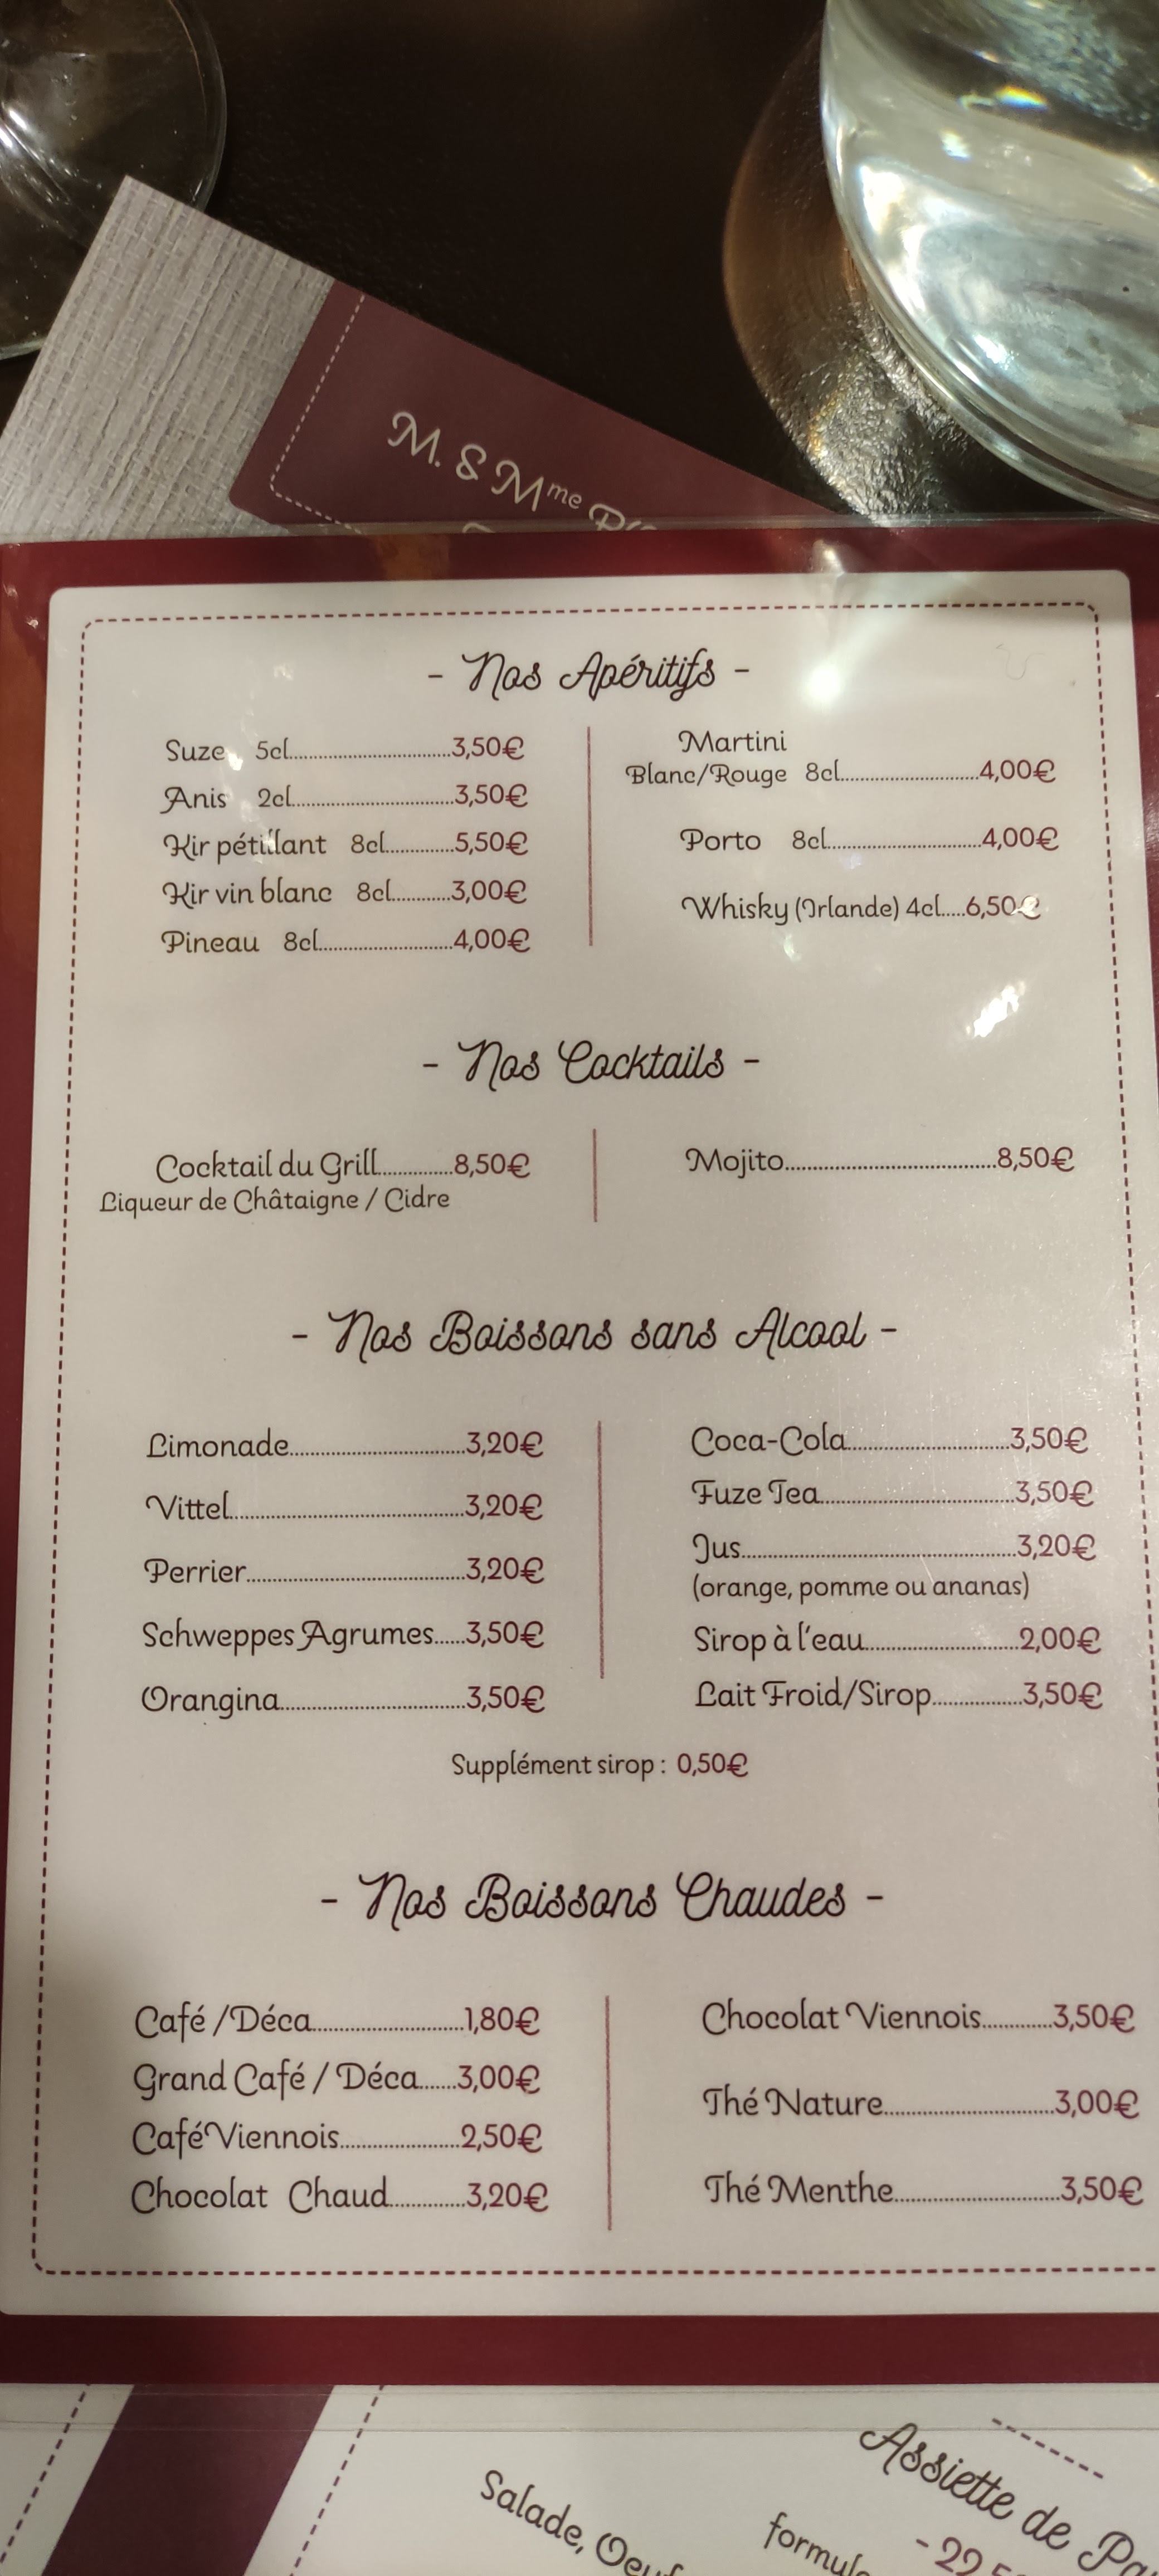 M. & Mme
- Nos Apéritifs -
Suze 5cl..............................3,50€
Anis 2cl..............................3,50€
Kir pétillant 8cl............5,50€
Kir vin blanc 8cl..........3,00€
Pineau 8cl.........................4,00€
Martini
Blanc/Rouge 8cl..........................4,00€
Porto 8cl.............................4,00€
Whisky (Irlande) 4cl....6,50€
- Nos Cocktails -
Cocktail du Grill.............8,50€
Liqueur de Châtaigne / Cidre
Mojito.......................................8,50€
- Nos Boissons sans Alcool -
Limonade.................................3,20€
Vittel...........................................3,20€
Perrier........................................3,20€
Schweppes Agrumes.....3,50€
Orangina..................................3,50€
Coca-Cola..............................3,50€
Fuze Tea....................................3,50€
Jus...................................................3,20€
(orange, pomme ou ananas)
Sirop à l'eau............................2,00€
Lait Froid/Sirop................3,50€
Supplément sirop : 0,50€
- Nos Boissons Chaudes -
Café /Déca...........................1,80€
Grand Café / Déca......3,00€
Café Viennois.....................2,50€
Chocolat Chaud.............3,20€
Chocolat Viennois............3,50€
Thé Nature..............................3,00€
Thé Menthe.............................3,50€
Assiette de
Salade,